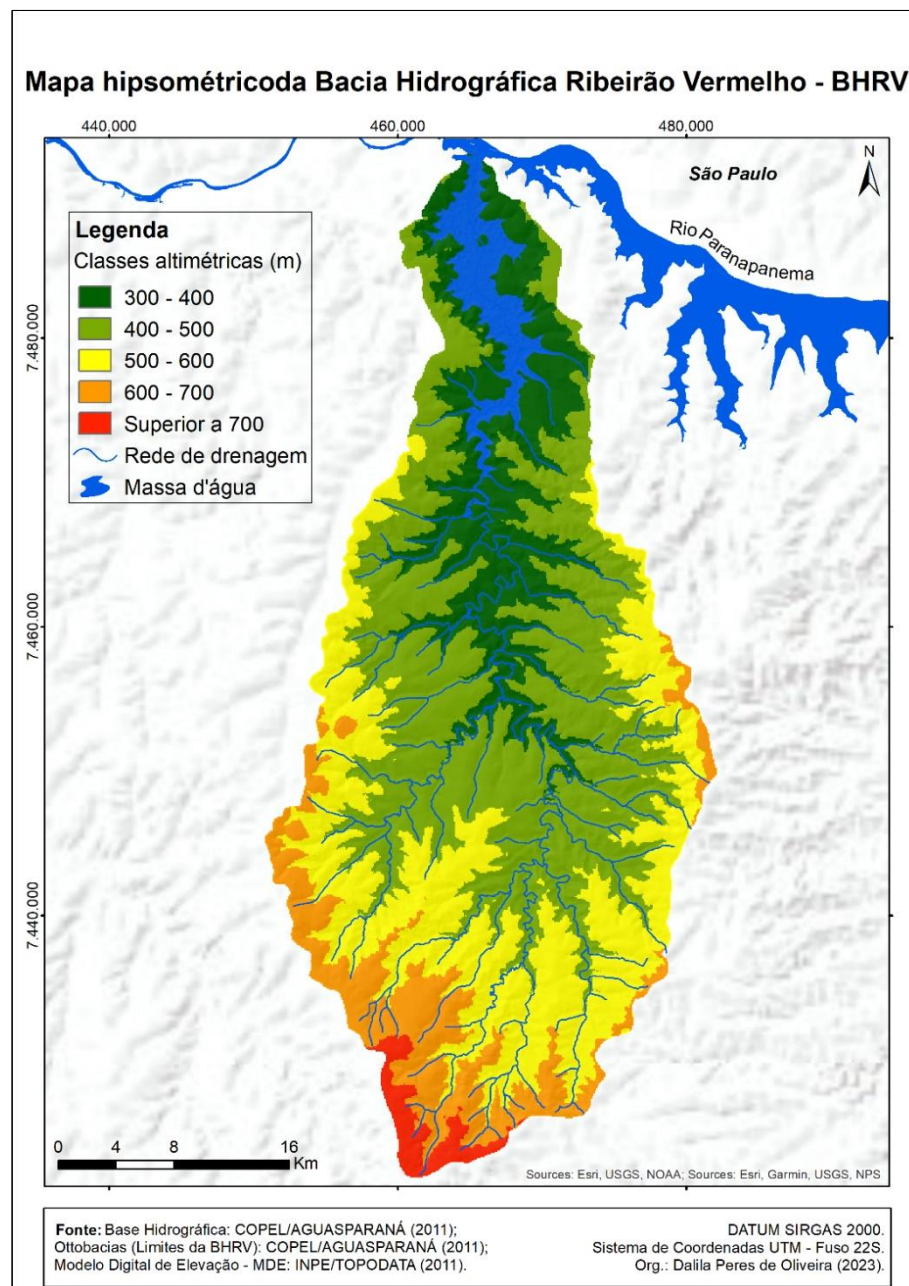 Mapa hipsométricoda Bacia Hidrográfica Ribeirão Vermelho - BHRV
440.000
460.000
480.000
N
São Paulo
Rio Paranapanema
Legenda
Classes altimétricas (m)
300 - 400
400 - 500
500 - 600
600 - 700
Superior a 700
Rede de drenagem
Massa d'água
7.480.000
7.460.000
7.440.000
0 4 8 16
Km
Sources: Esri, USGS, NOAA; Sources: Esri, Garmin, USGS, NPS
Fonte: Base Hidrográfica: COPEL/AGUASPARANÁ (2011);
Ottobacias (Limites da BHRV): COPEL/AGUASPARANÁ (2011);
Modelo Digital de Elevação - MDE: INPE/TOPODATA (2011).
DATUM SIRGAS 2000.
Sistema de Coordenadas UTM - Fuso 22S.
Org.: Dalila Peres de Oliveira (2023).